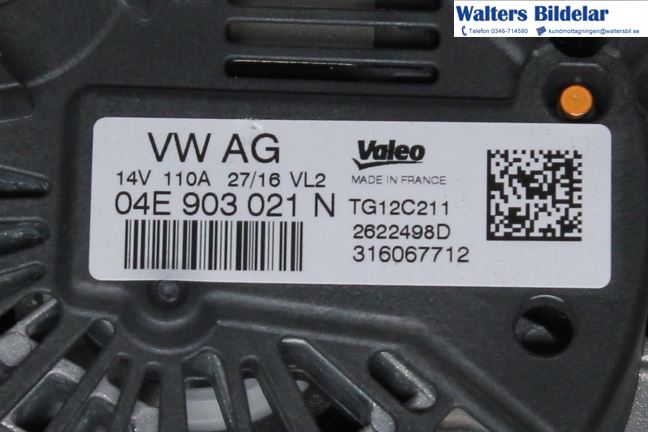 Walters Bildelar
Telefon 0346-714580 kundmottagningen@waltersbil.se
VW AG
14V 110A 27/16 VL2
04E 903 021 N
Valeo
MADE IN FRANCE
TG12C211
2622498D
316067712